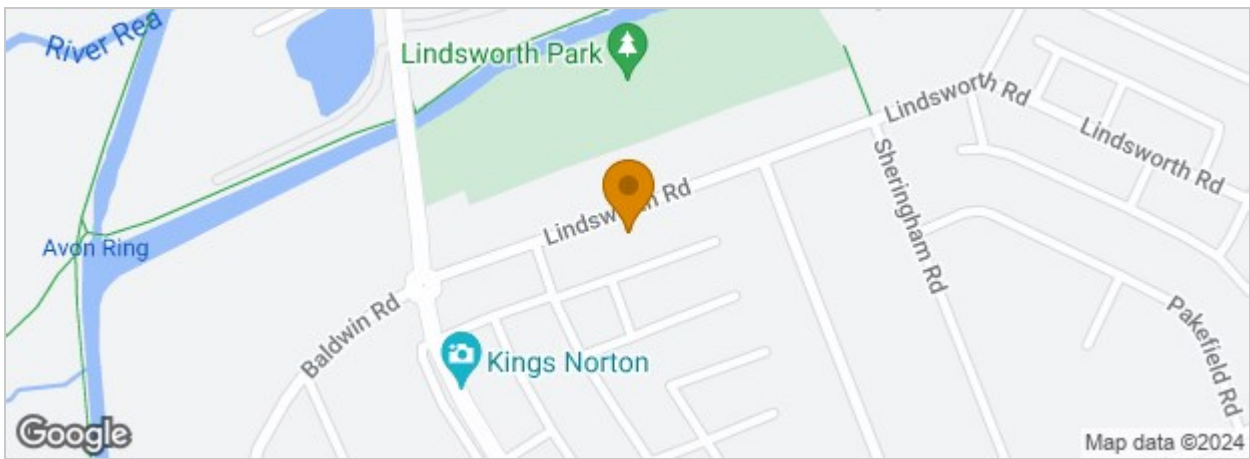 River Rea
Lindsworth Park
Lindsworth Rd
Lindsworth Rd
Sheringham Rd
Lindsworth Rd
Avon Ring
Baldwin Rd
Pakefield Rd
Kings Norton
Google
Map data ©2024